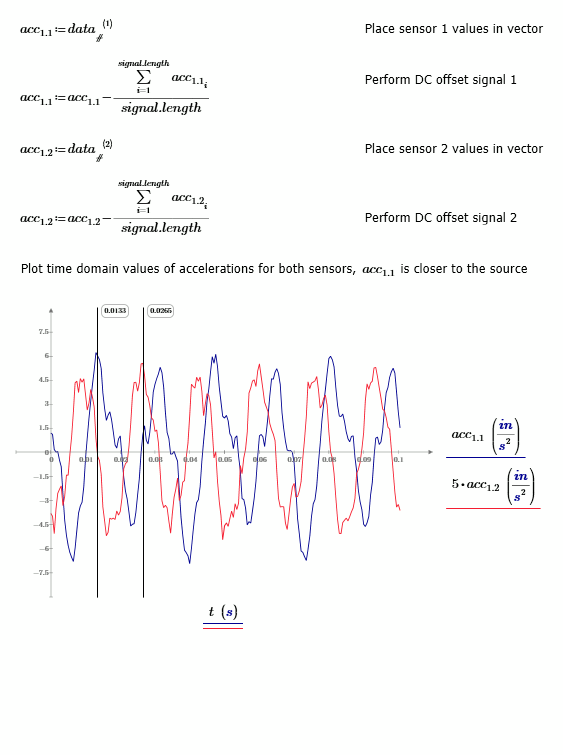 acc₁.₁:=data⁽¹⁾ Place sensor 1 values in vector
signal.length
acc₁.₁:=acc₁.₁−∑ acc₁.₁ᵢ Perform DC offset signal 1
i=1
signal.length
acc₁.₂:=data⁽²⁾ Place sensor 2 values in vector
signal.length
acc₁.₂:=acc₁.₂−∑ acc₁.₂ᵢ Perform DC offset signal 2
i=1
signal.length
Plot time domain values of accelerations for both sensors, acc₁.₁ is closer to the source
0.0133 0.0265
7.5
6
4.5
3
1.5
0
−1.5
−3
−4.5
−6
−7.5
0 0.01 0.02 0.03 0.04 0.05 0.06 0.07 0.08 0.09 0.1
acc₁.₁ (in/s²)
5·acc₁.₂ (in/s²)
t (s)